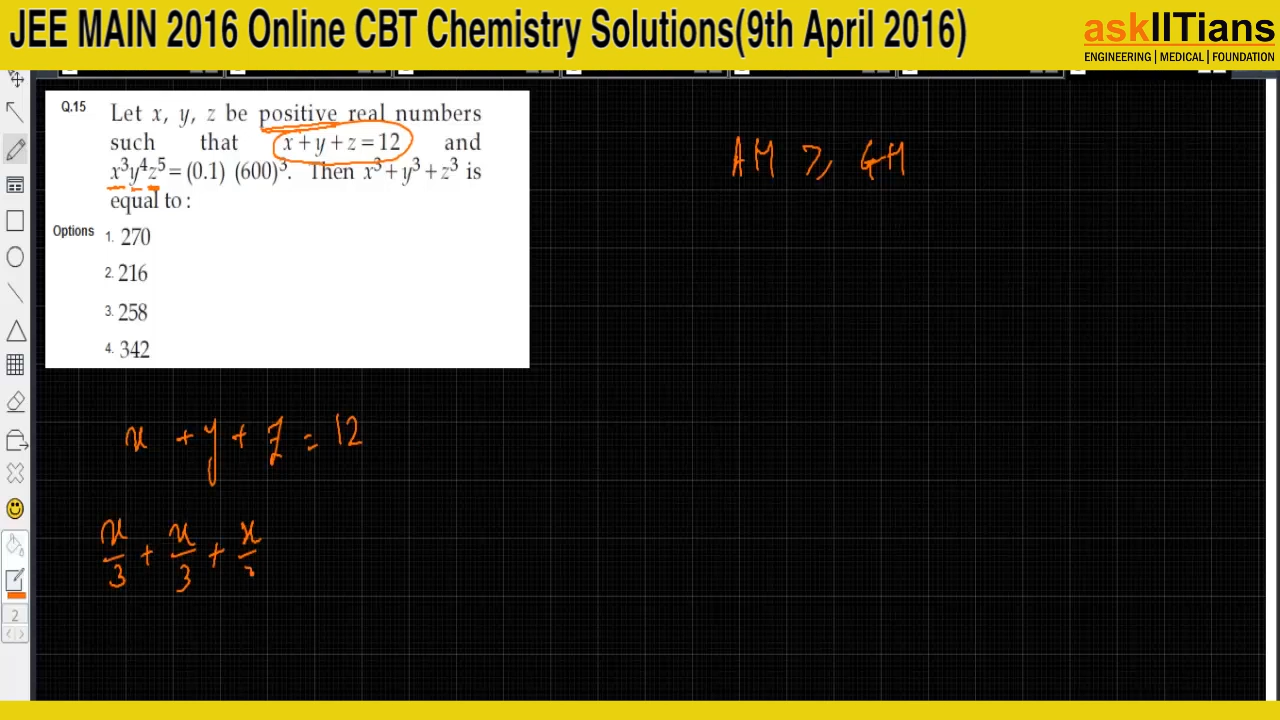 JEE MAIN 2016 Online CBT Chemistry Solutions(9th April 2016)
askIITians
ENGINEERING | MEDICAL | FOUNDATION
Q.15
Let x, y, z be positive real numbers
such that x + y + z = 12 and
x³y⁴z⁵ = (0.1) (600)³. Then x³ + y³ + z³ is
equal to :
Options
1. 270
2. 216
3. 258
4. 342
AM ≥ GM
x + y + z = 12
x/3 + x/3 + x/
2